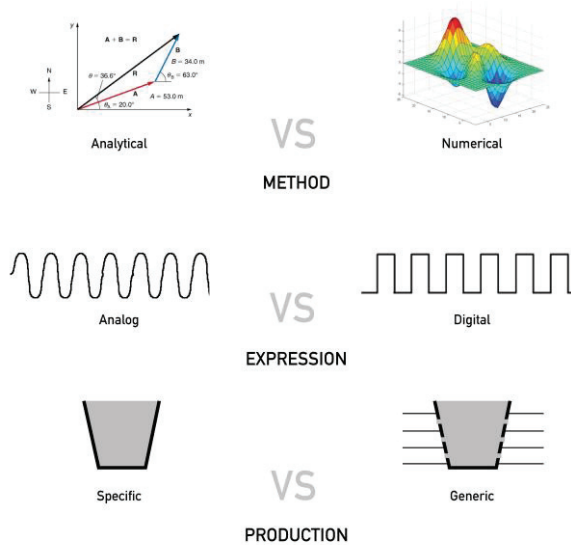 y
A + B = R
B
B = 34.0 m
θ = 36.6°
R
θB = 63.0°
N
W E
S
A
A = 53.0 m
θA = 20.0°
x
Analytical
VS
Numerical
METHOD
Analog
VS
Digital
EXPRESSION
Specific
VS
Generic
PRODUCTION